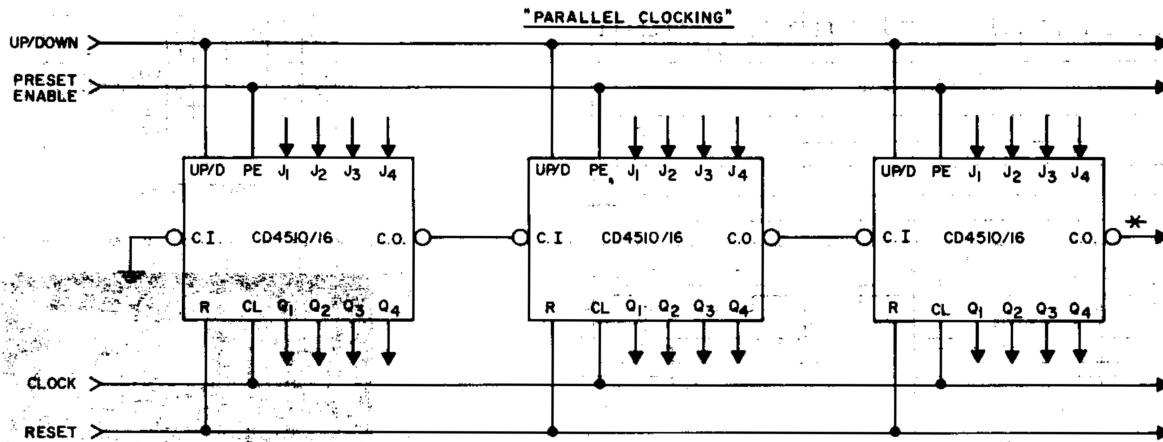 "PARALLEL CLOCKING"
UP/DOWN
PRESET
ENABLE
UP/D PE J1 J2 J3 J4
UP/D PE J1 J2 J3 J4
UP/D PE J1 J2 J3 J4
C.I. CD4510/16 C.O.
C.I CD4510/16 C.O.
C.I CD4510/16 C.O.
*
R CL Q1 Q2 Q3 Q4
R CL Q1 Q2 Q3 Q4
R CL Q1 Q2 Q3 Q4
CLOCK
RESET